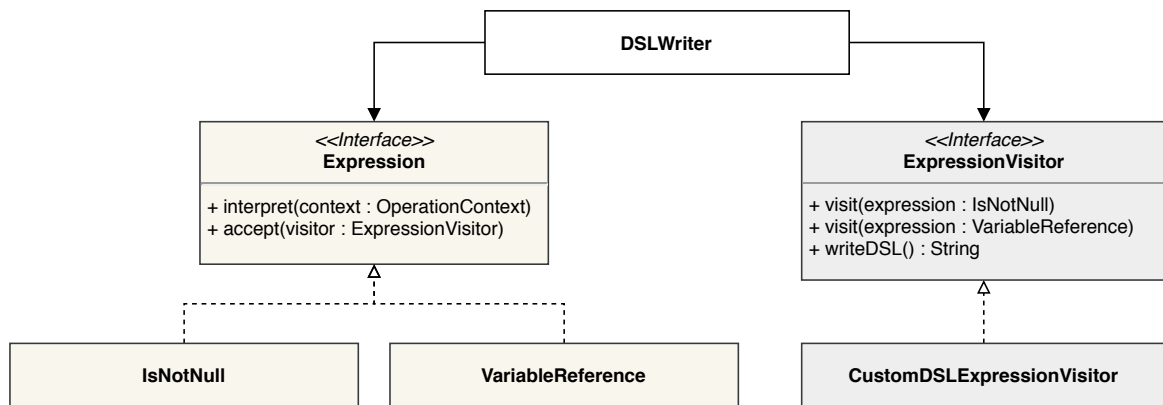 DSLWriter
<<Interface>>
Expression
+ interpret(context : OperationContext)
+ accept(visitor : ExpressionVisitor)
<<Interface>>
ExpressionVisitor
+ visit(expression : IsNotNull)
+ visit(expression : VariableReference)
+ writeDSL() : String
IsNotNull
VariableReference
CustomDSLExpressionVisitor